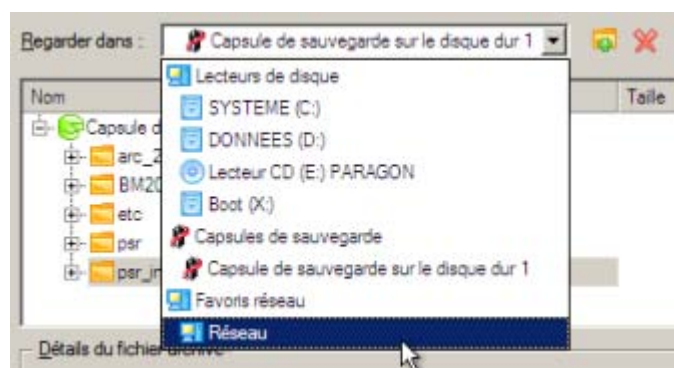 Regarder dans :
Capsule de sauvegarde sur le disque dur 1
Nom
Taille
Lecteurs de disque
SYSTEME (C:)
DONNEES (D:)
Lecteur CD (E:) PARAGON
Boot (X:)
Capsules de sauvegarde
Capsule de sauvegarde sur le disque dur 1
Favoris réseau
Réseau
Capsule d
arc_2
BM20
etc
psr
psr_in
Détails du fichier